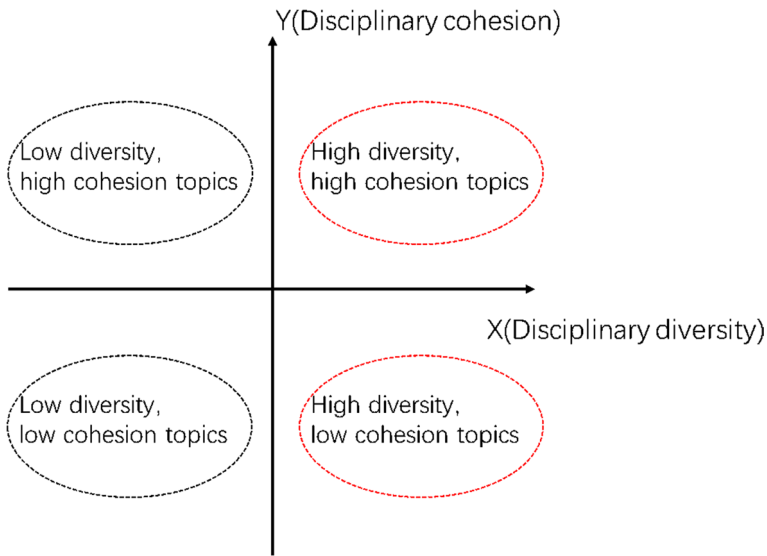 Y(Disciplinary cohesion)
Low diversity,
high cohesion topics
High diversity,
high cohesion topics
X(Disciplinary diversity)
Low diversity,
low cohesion topics
High diversity,
low cohesion topics